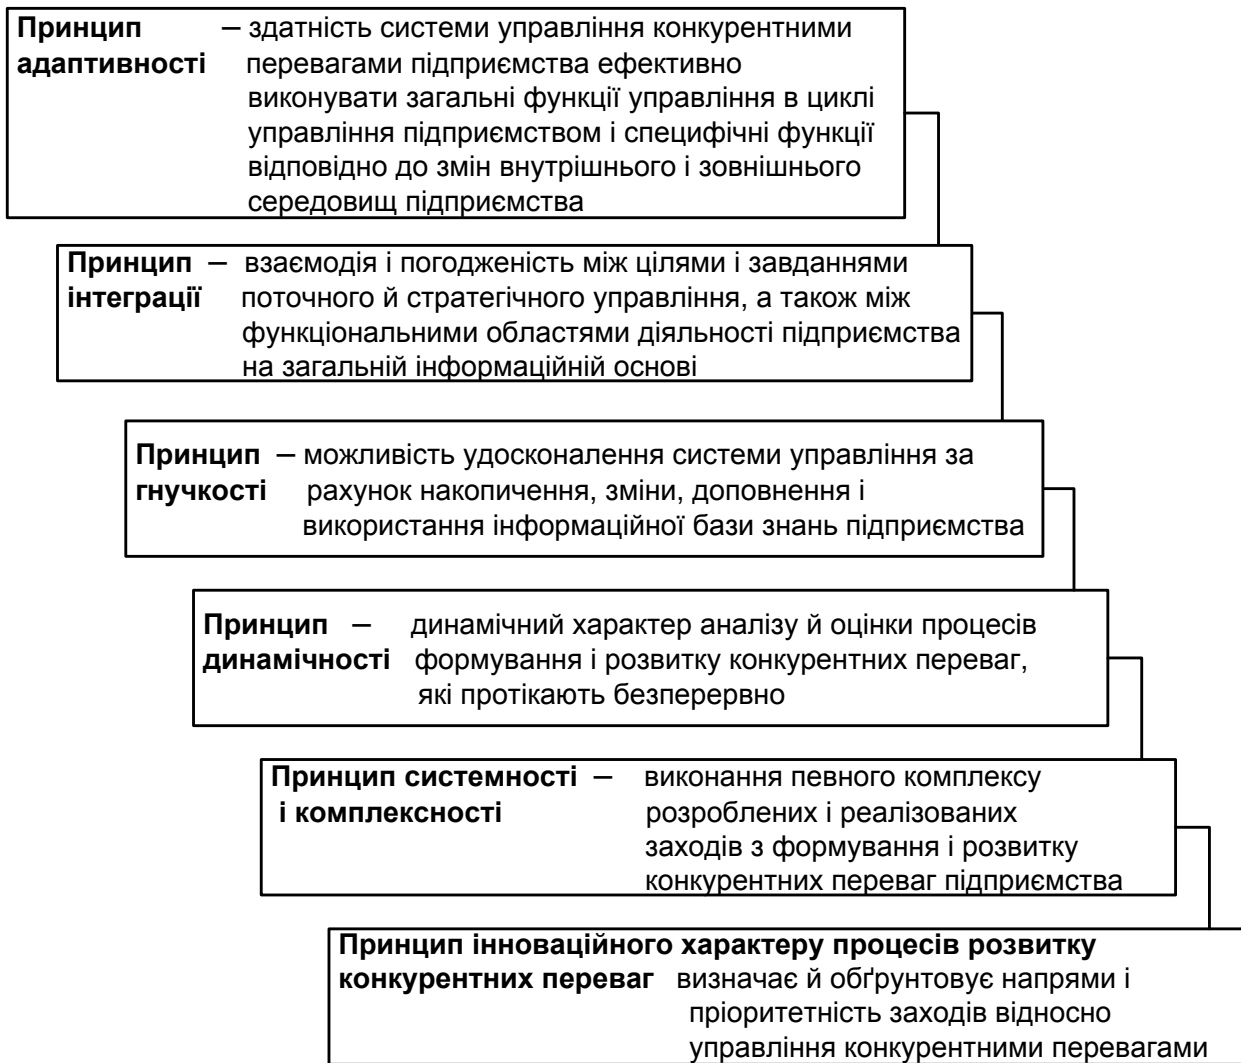 Принцип – здатність системи управління конкурентними
адаптивності перевагами підприємства ефективно
виконувати загальні функції управління в циклі
управління підприємством і специфічні функції
відповідно до змін внутрішнього і зовнішнього
середовищ підприємства
Принцип – взаємодія і погодженість між цілями і завданнями
інтеграції поточного й стратегічного управління, а також між
функціональними областями діяльності підприємства
на загальній інформаційній основі
Принцип – можливість удосконалення системи управління за
гнучкості рахунок накопичення, зміни, доповнення і
використання інформаційної бази знань підприємства
Принцип – динамічний характер аналізу й оцінки процесів
динамічності формування і розвитку конкурентних переваг,
які протікають безперервно
Принцип системності – виконання певного комплексу
і комплексності розроблених і реалізованих
заходів з формування і розвитку
конкурентних переваг підприємства
Принцип інноваційного характеру процесів розвитку
конкурентних переваг визначає й обґрунтовує напрями і
пріоритетність заходів відносно
управління конкурентними перевагами